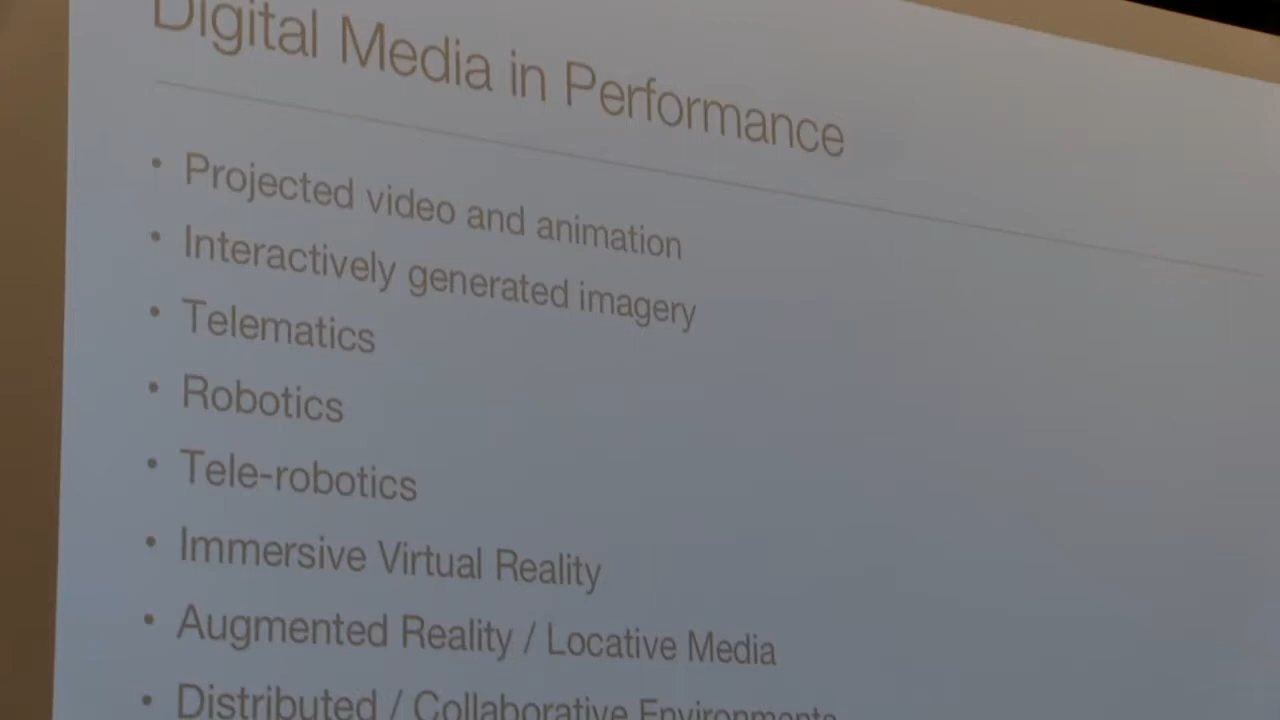 Digital Media in Performance
• Projected video and animation
• Interactively generated imagery
• Telematics
• Robotics
• Tele-robotics
• Immersive Virtual Reality
• Augmented Reality / Locative Media
• Distributed / Collaborative Environments